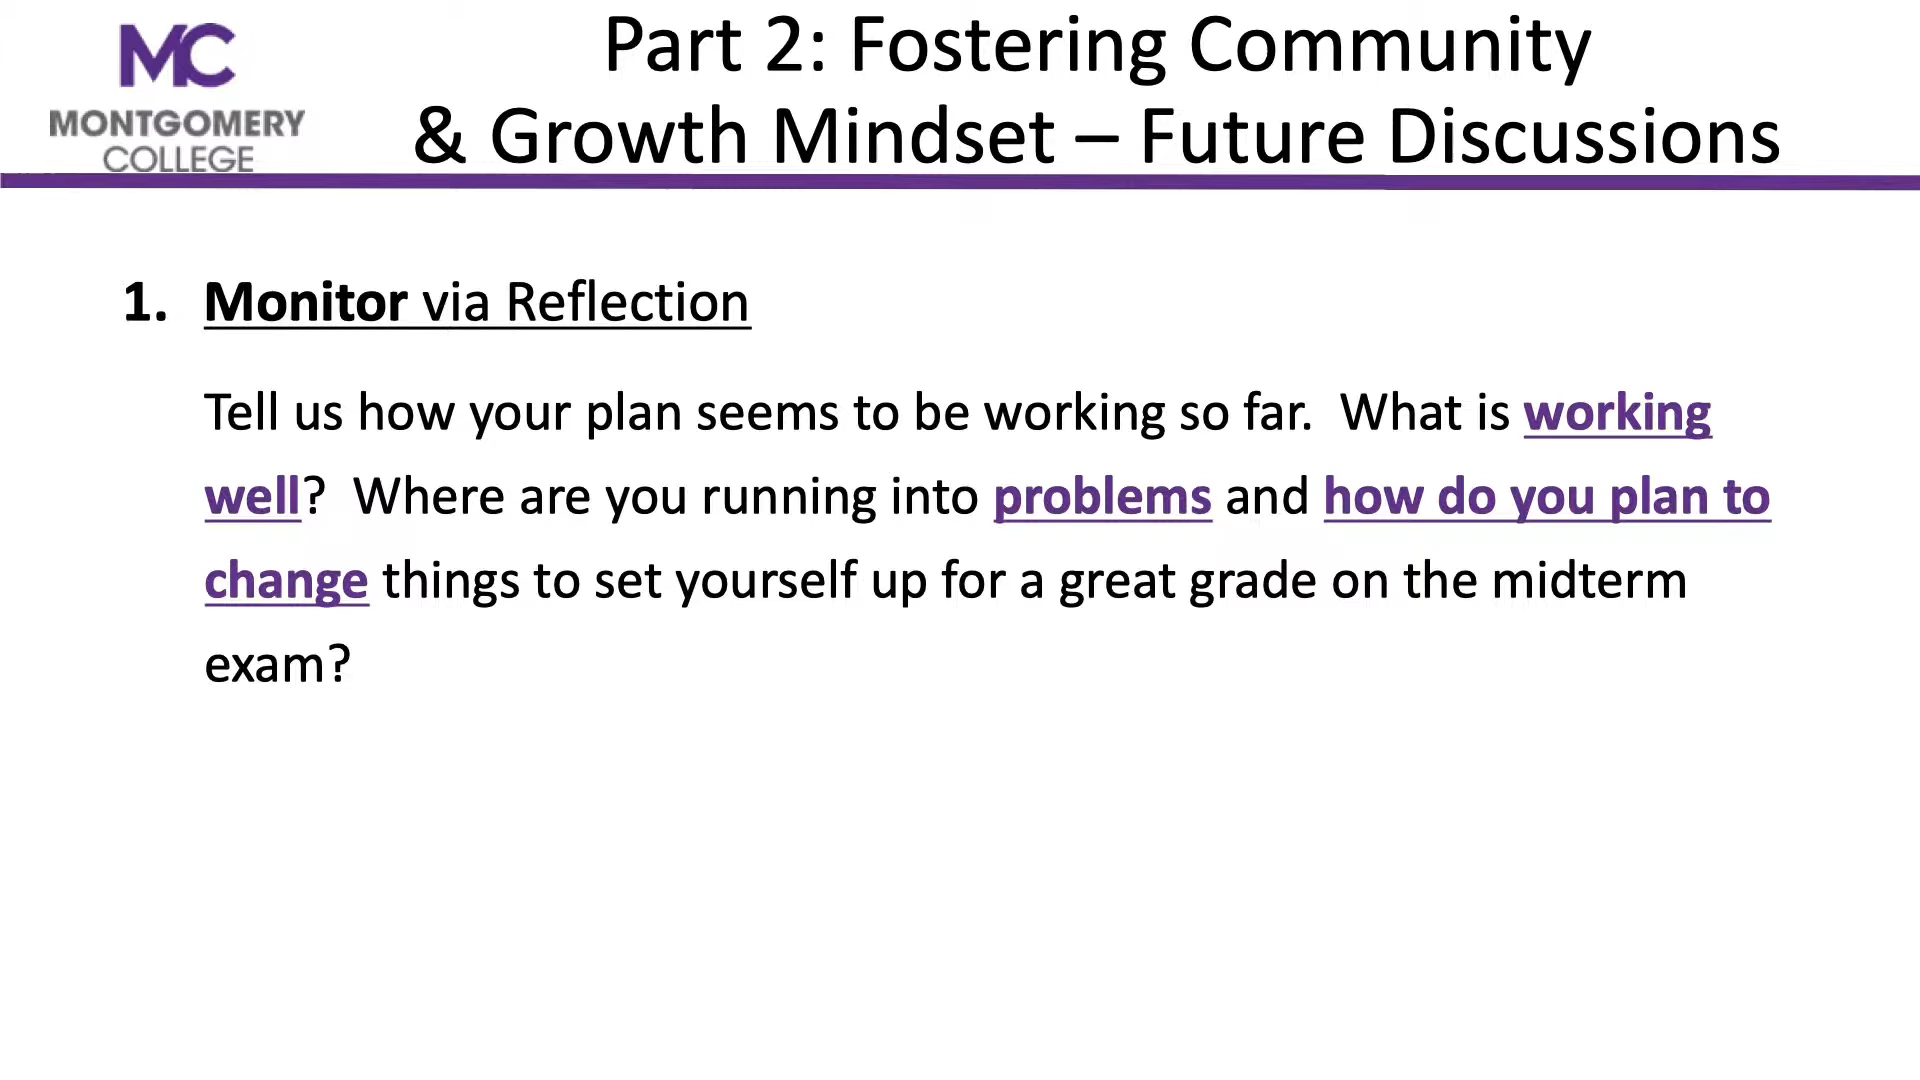 MC
MONTGOMERY
COLLEGE
Part 2: Fostering Community
& Growth Mindset – Future Discussions
1. Monitor via Reflection
Tell us how your plan seems to be working so far. What is working
well? Where are you running into problems and how do you plan to
change things to set yourself up for a great grade on the midterm
exam?